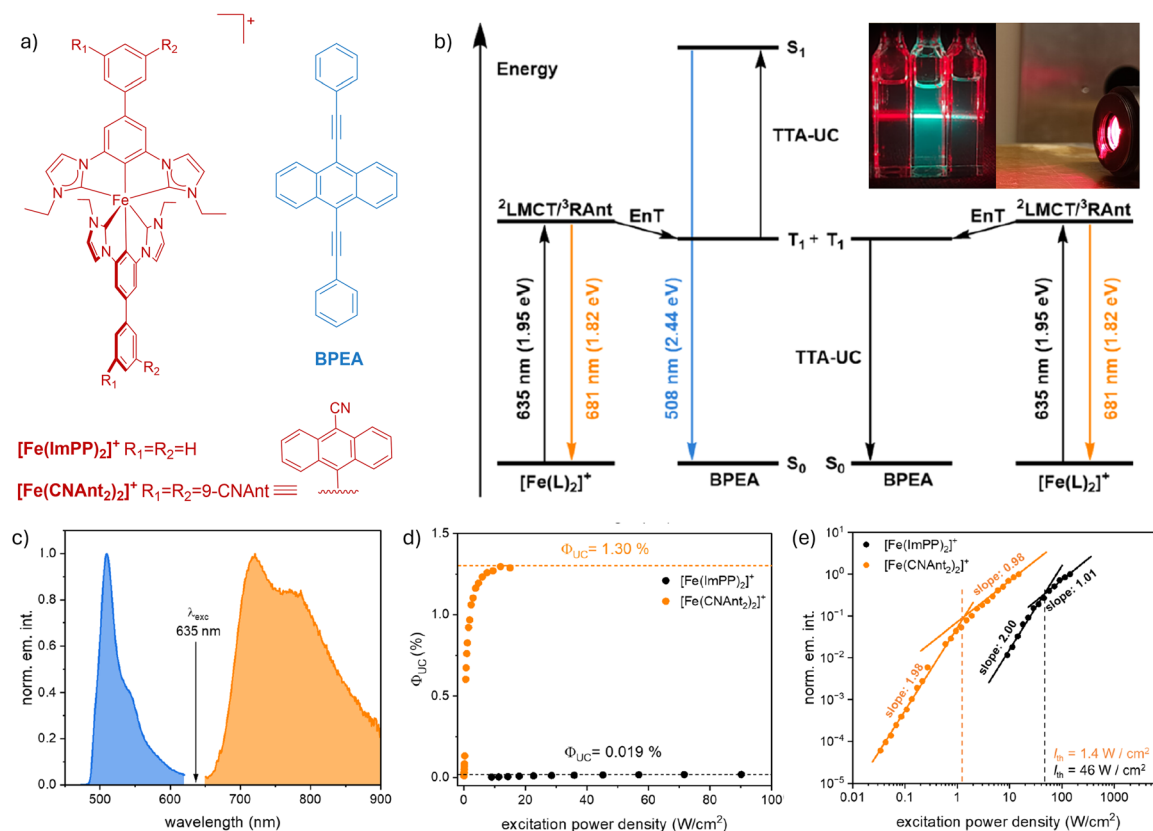 a)
]+
R1
R2
N
N
N
N
Fe
N
N
N
N
R1
R2
BPEA
CN
[Fe(ImPP)2]+ R1=R2=H
[Fe(CNAnt2)2]+ R1=R2=9-CNAnt
b)
Energy
S1
TTA-UC
2LMCT/3RAnt
EnT
T1 + T1
EnT
2LMCT/3RAnt
635 nm (1.95 eV)
681 nm (1.82 eV)
508 nm (2.44 eV)
TTA-UC
635 nm (1.95 eV)
681 nm (1.82 eV)
[Fe(L)2]+
BPEA
S0
S0
BPEA
[Fe(L)2]+
c)
norm. em. int.
1.0
0.8
0.6
0.4
0.2
0.0
λexc
635 nm
500
600
700
800
900
wavelength (nm)
d)
ΦUC (%)
1.5
1.0
0.5
0.0
ΦUC= 1.30 %
[Fe(ImPP)2]+
[Fe(CNAnt2)2]+
ΦUC= 0.019 %
0
20
40
60
80
100
excitation power density (W/cm2)
(e)
norm. em. int.
10^1
10^0
10^-1
10^-2
10^-3
10^-4
10^-5
[Fe(ImPP)2]+
[Fe(CNAnt2)2]+
slope: 0.98
slope: 1.01
slope: 2.00
slope: 1.98
Ith = 1.4 W / cm2
Ith = 46 W / cm2
0.01
0.1
1
10
100
1000
excitation power density (W/cm2)